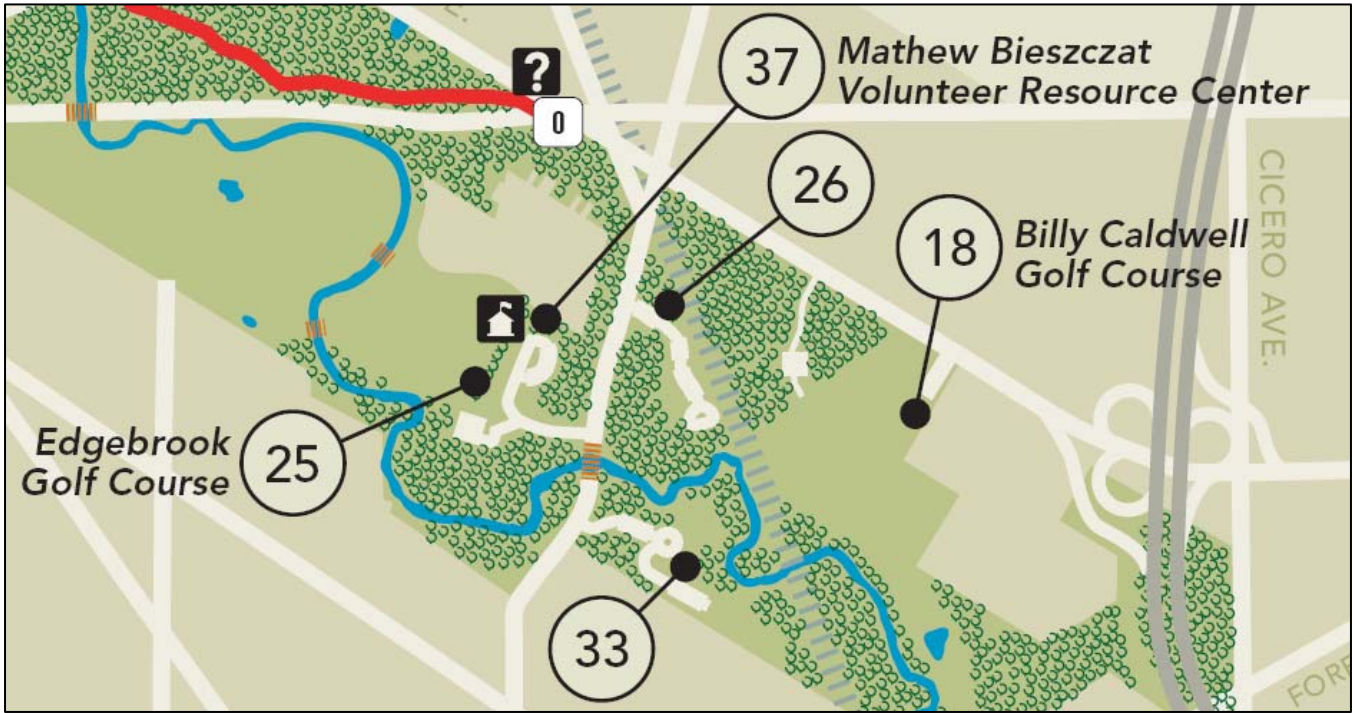 E.
?
0
37
Mathew Bieszczat
Volunteer Resource Center
26
18
Billy Caldwell
Golf Course
CICERO AVE.
Edgebrook
Golf Course
25
33
FORE